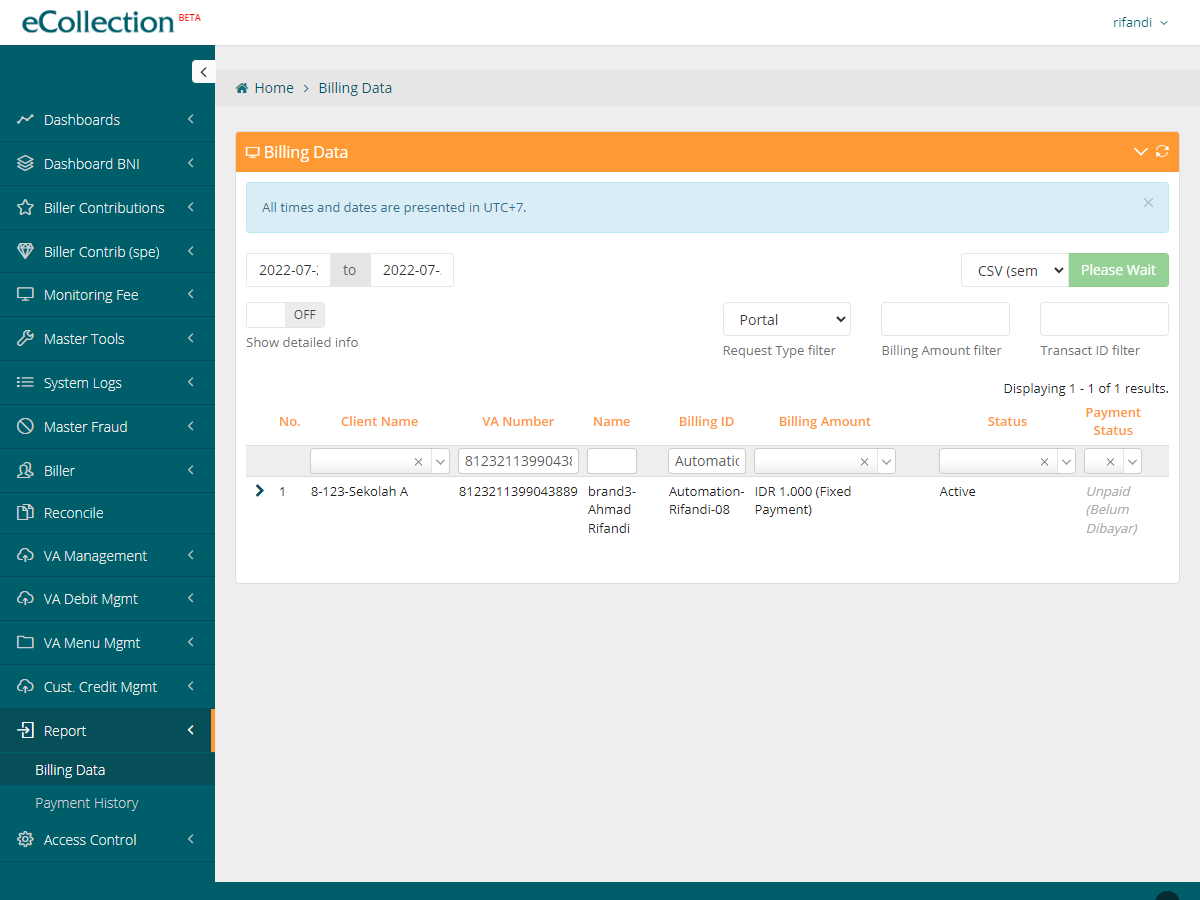 eCollection BETA
rifandi
Home > Billing Data
Dashboards
Dashboard BNI
Biller Contributions
Biller Contrib (spe)
Monitoring Fee
Master Tools
System Logs
Master Fraud
Biller
Reconcile
VA Management
VA Debit Mgmt
VA Menu Mgmt
Cust. Credit Mgmt
Report
Billing Data
Payment History
Access Control
Billing Data
All times and dates are presented in UTC+7. ×
2022-07- to 2022-07-
CSV (sem Please Wait
OFF
Show detailed info
Portal
Request Type filter Billing Amount filter Transact ID filter
Displaying 1 - 1 of 1 results.
No. Client Name VA Number Name Billing ID Billing Amount Status Payment
Status
81232113990438 Automatic
1 8-123-Sekolah A 8123211399043889 brand3- Automation- IDR 1.000 (Fixed Active Unpaid
Ahmad Rifandi-08 Payment) (Belum
Rifandi Dibayar)